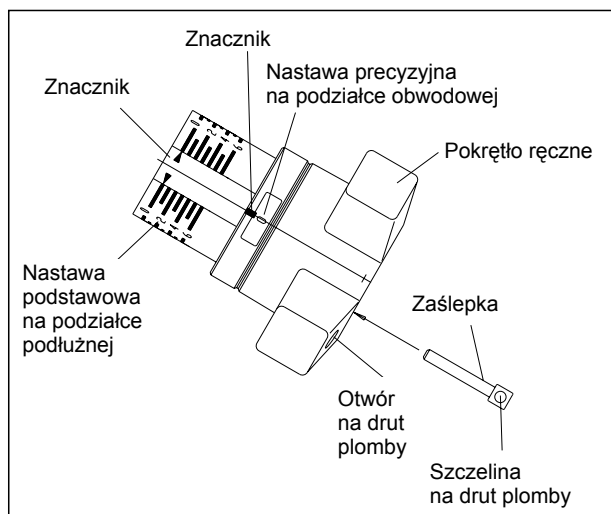 Znacznik
Znacznik
Nastawa precyzyjna
na podziałce obwodowej
Pokrętło ręczne
Nastawa
podstawowa
na podziałce
podłużnej
Zaślepka
Otwór
na drut
plomby
Szczelina
na drut plomby